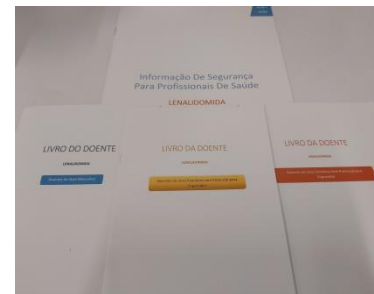 Informação De Segurança
Para Profissionais De Saúde
LENALIDOMIDA
LIVRO DO DOENTE
LENALIDOMIDA
LIVRO DA DOENTE
LENALIDOMIDA
LIVRO DA DOENTE
LENALIDOMIDA